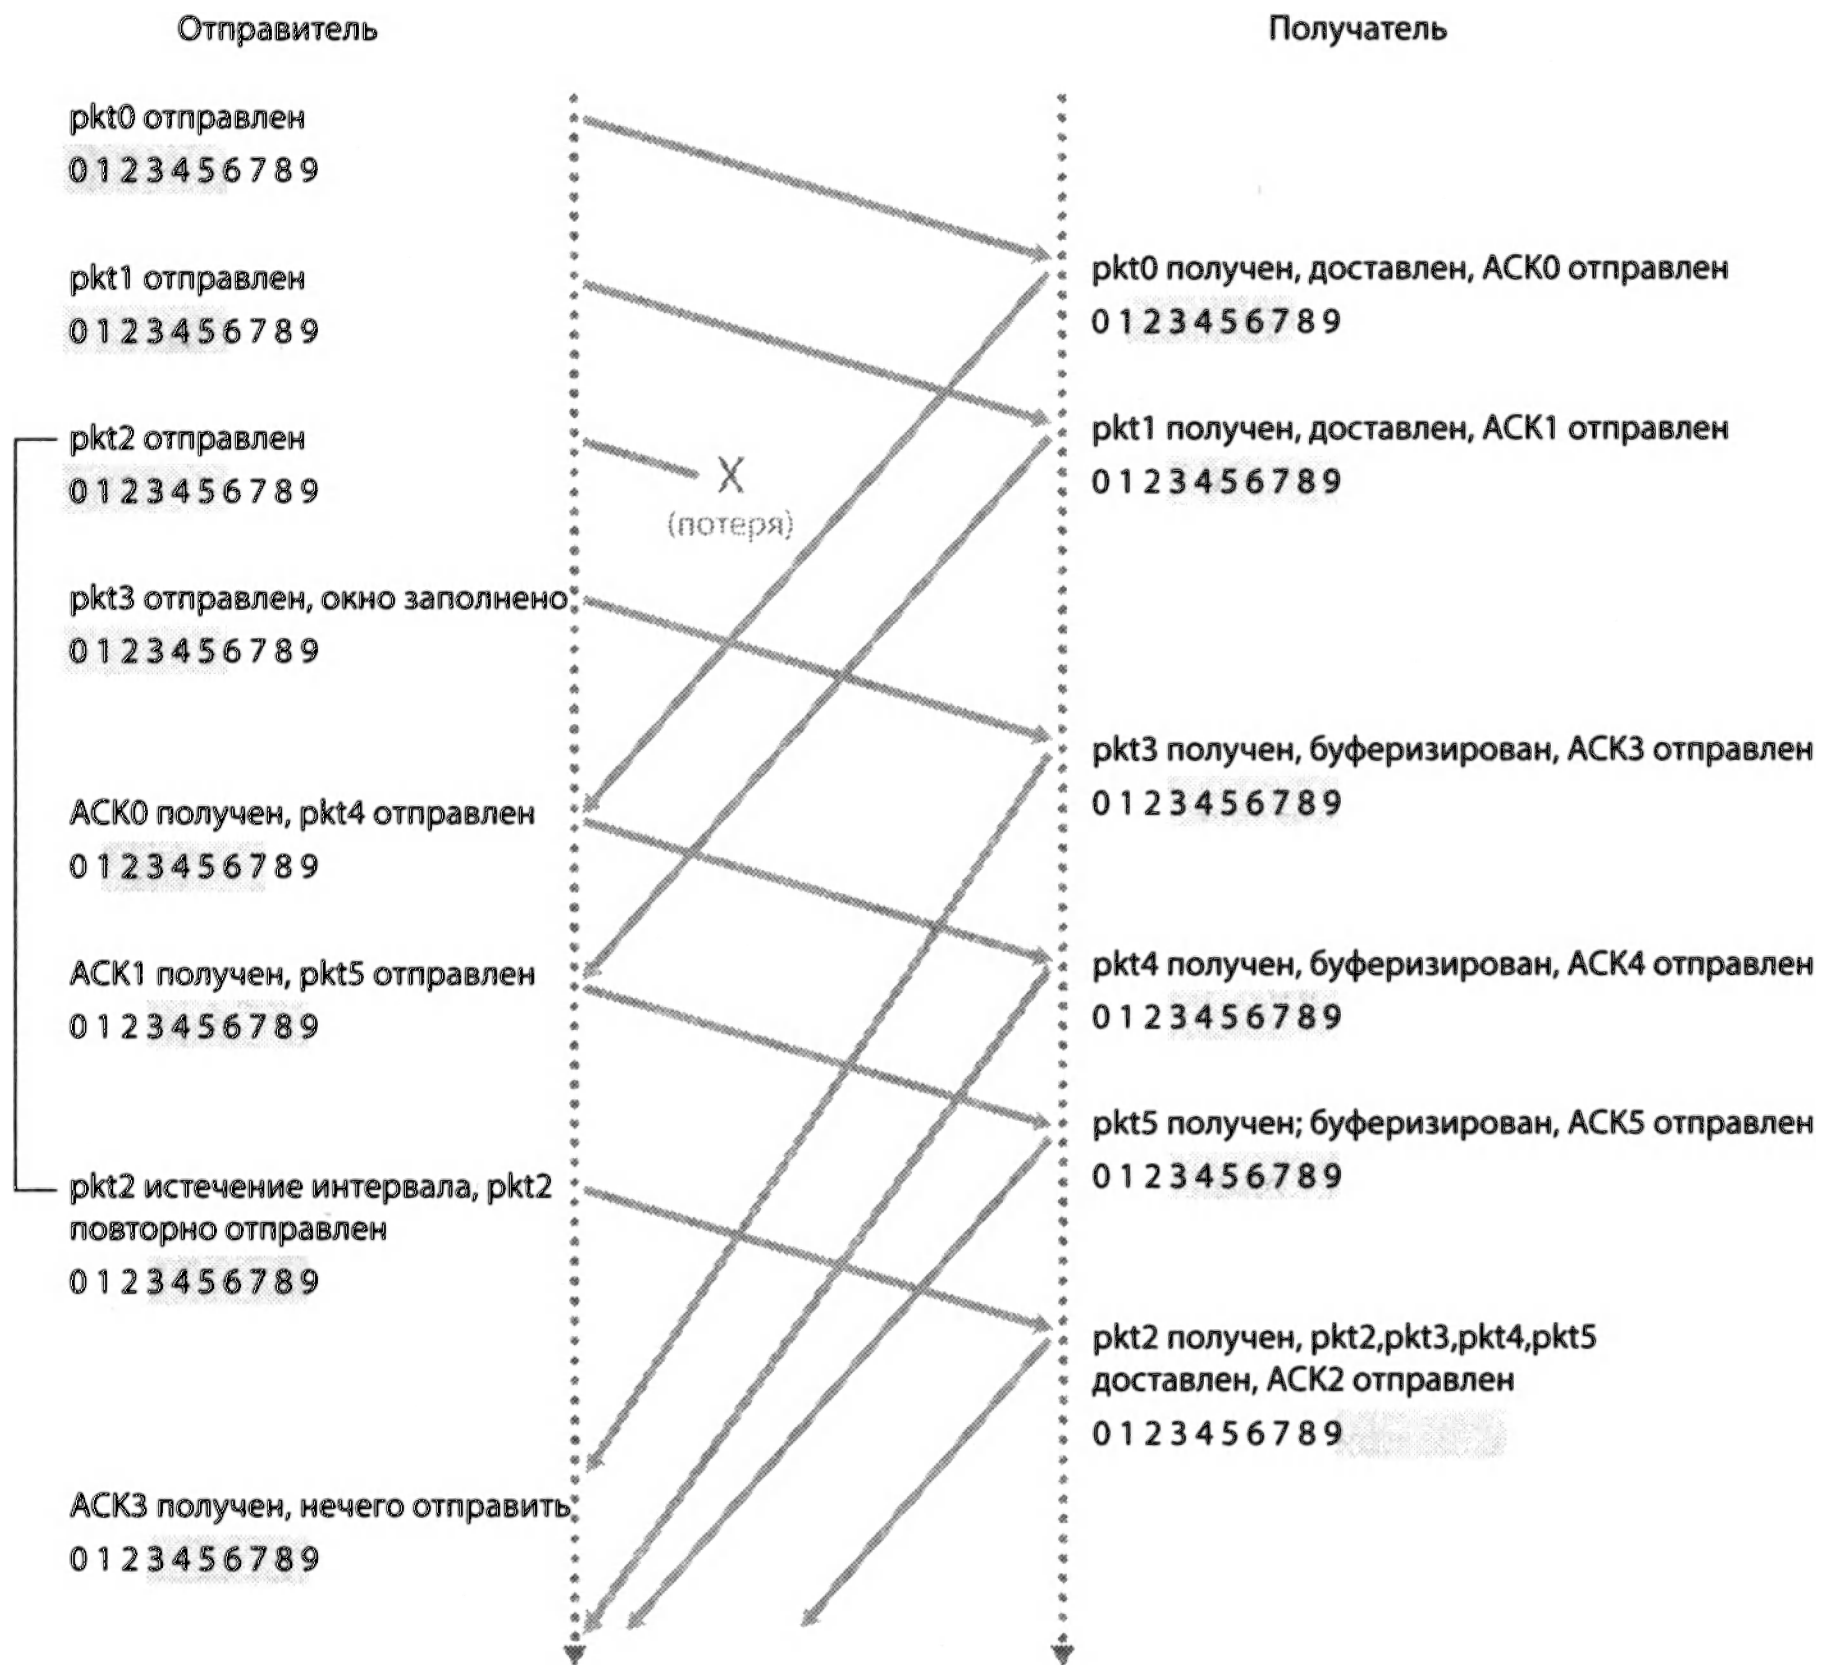 Отправитель
Получатель
pkt0 отправлен
0 1 2 3 4 5 6 7 8 9
pkt0 получен, доставлен, ACK0 отправлен
0 1 2 3 4 5 6 7 8 9
pkt1 отправлен
0 1 2 3 4 5 6 7 8 9
pkt1 получен, доставлен, ACK1 отправлен
0 1 2 3 4 5 6 7 8 9
pkt2 отправлен
0 1 2 3 4 5 6 7 8 9
X
(потеря)
pkt3 отправлен, окно заполнено
0 1 2 3 4 5 6 7 8 9
pkt3 получен, буферизирован, ACK3 отправлен
0 1 2 3 4 5 6 7 8 9
ACK0 получен, pkt4 отправлен
0 1 2 3 4 5 6 7 8 9
pkt4 получен, буферизирован, ACK4 отправлен
0 1 2 3 4 5 6 7 8 9
ACK1 получен, pkt5 отправлен
0 1 2 3 4 5 6 7 8 9
pkt5 получен; буферизирован, ACK5 отправлен
0 1 2 3 4 5 6 7 8 9
pkt2 истечение интервала, pkt2
повторно отправлен
0 1 2 3 4 5 6 7 8 9
pkt2 получен, pkt2,pkt3,pkt4,pkt5
доставлен, ACK2 отправлен
0 1 2 3 4 5 6 7 8 9
ACK3 получен, нечего отправить
0 1 2 3 4 5 6 7 8 9